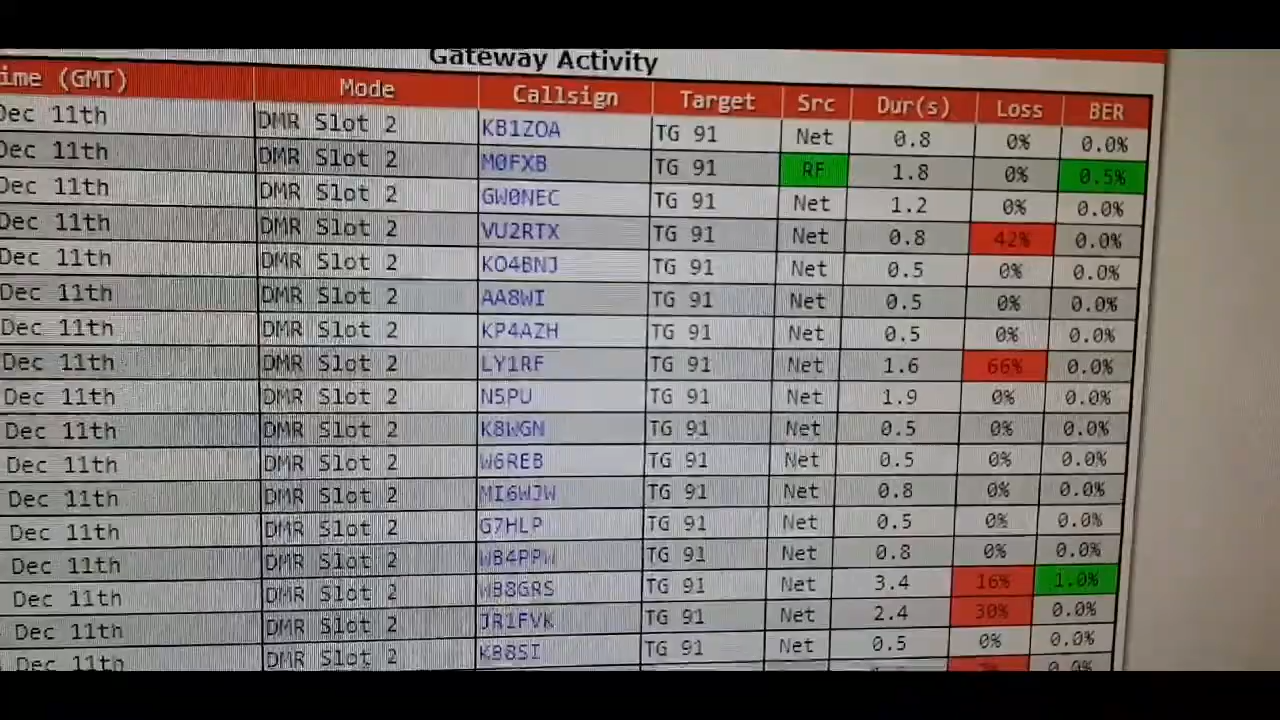 Gateway Activity
ime (GMT) Mode Callsign Target Src Dur(s) Loss BER
Dec 11th DMR Slot 2 KB1ZOA TG 91 Net 0.8 0% 0.0%
Dec 11th DMR Slot 2 M0FXB TG 91 RF 1.8 0% 0.5%
Dec 11th DMR Slot 2 GW0NEC TG 91 Net 1.2 0% 0.0%
Dec 11th DMR Slot 2 VU2RTX TG 91 Net 0.8 42% 0.0%
Dec 11th DMR Slot 2 KO4BNJ TG 91 Net 0.5 0% 0.0%
Dec 11th DMR Slot 2 AA8WI TG 91 Net 0.5 0% 0.0%
Dec 11th DMR Slot 2 KP4AZH TG 91 Net 0.5 0% 0.0%
Dec 11th DMR Slot 2 LY1RF TG 91 Net 1.6 66% 0.0%
Dec 11th DMR Slot 2 N5PU TG 91 Net 1.9 0% 0.0%
Dec 11th DMR Slot 2 K8WGN TG 91 Net 0.5 0% 0.0%
Dec 11th DMR Slot 2 W6REB TG 91 Net 0.5 0% 0.0%
Dec 11th DMR Slot 2 MI6WJW TG 91 Net 0.8 0% 0.0%
Dec 11th DMR Slot 2 G7HLP TG 91 Net 0.5 0% 0.0%
Dec 11th DMR Slot 2 WB4PPW TG 91 Net 0.8 0% 0.0%
Dec 11th DMR Slot 2 WB8GRS TG 91 Net 3.4 16% 1.0%
Dec 11th DMR Slot 2 JR1FVK TG 91 Net 2.4 30% 0.0%
Dec 11th DMR Slot 2 KB8SI TG 91 Net 0.5 0% 0.0%
0.0%